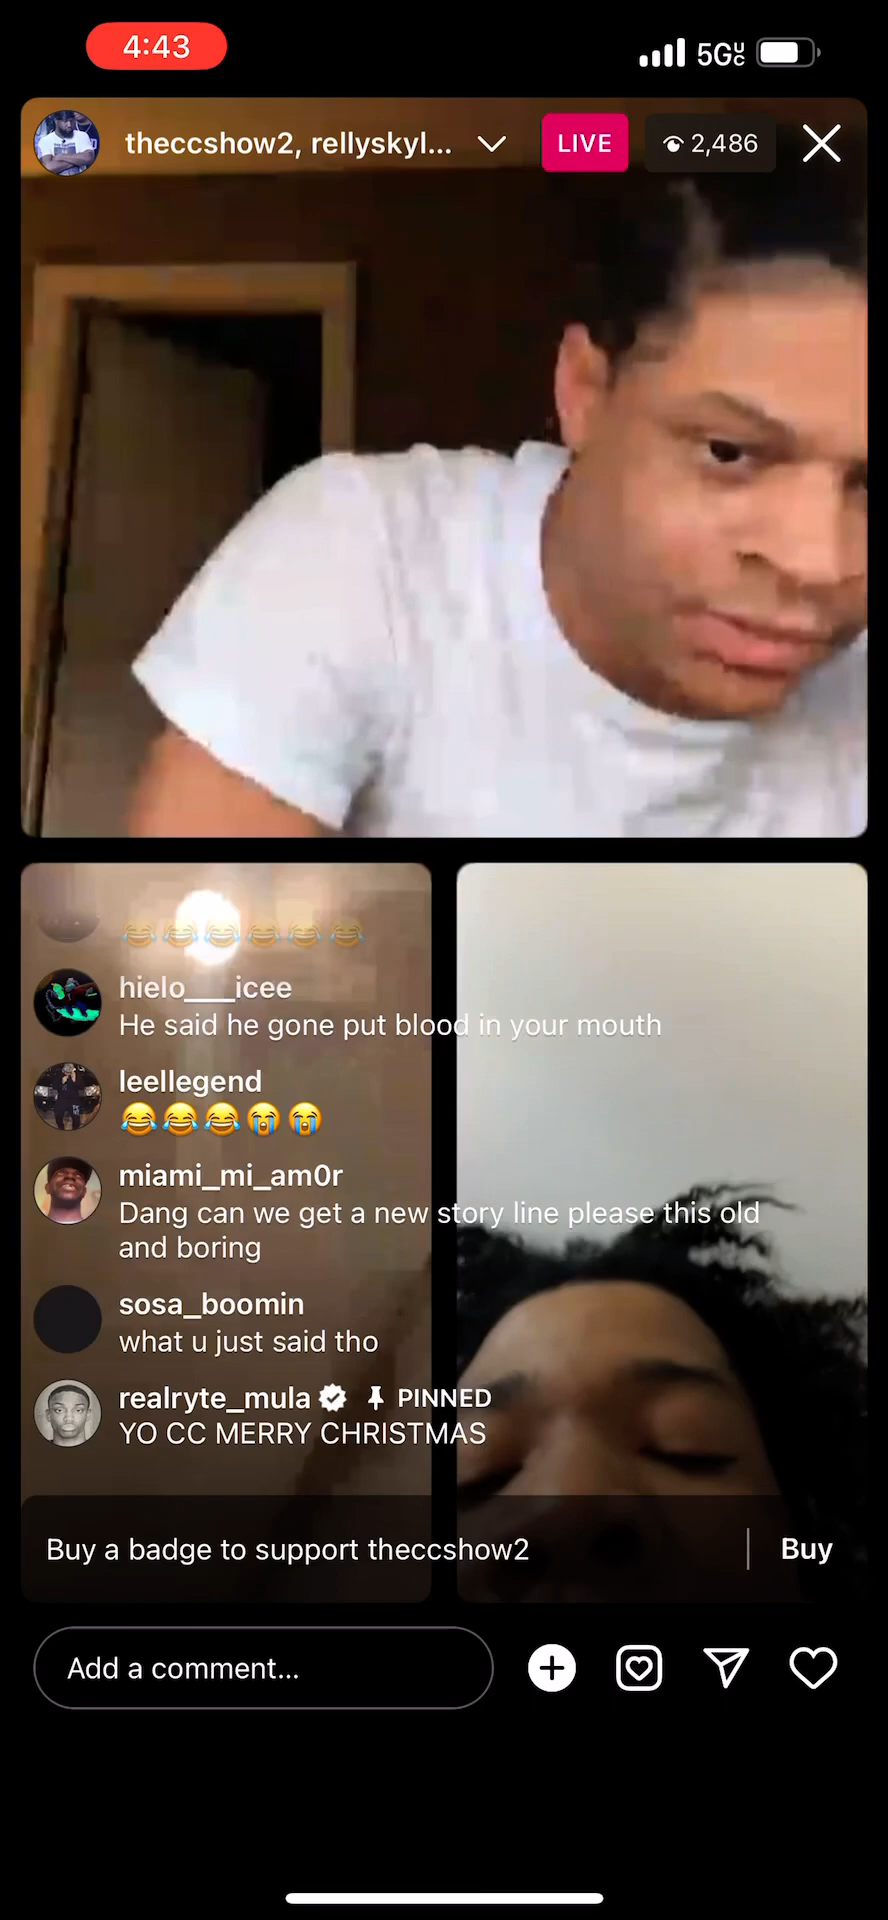 4:43
5GUC
theccshow2, rellyskyl...
LIVE
2,486
😂😂😂😂😂😂
hielo___icee
He said he gone put blood in your mouth
leellegend
😂😂😂😭😭
miami_mi_am0r
Dang can we get a new story line please this old
and boring
sosa_boomin
what u just said tho
realryte_mula PINNED
YO CC MERRY CHRISTMAS
Buy a badge to support theccshow2
Buy
Add a comment...